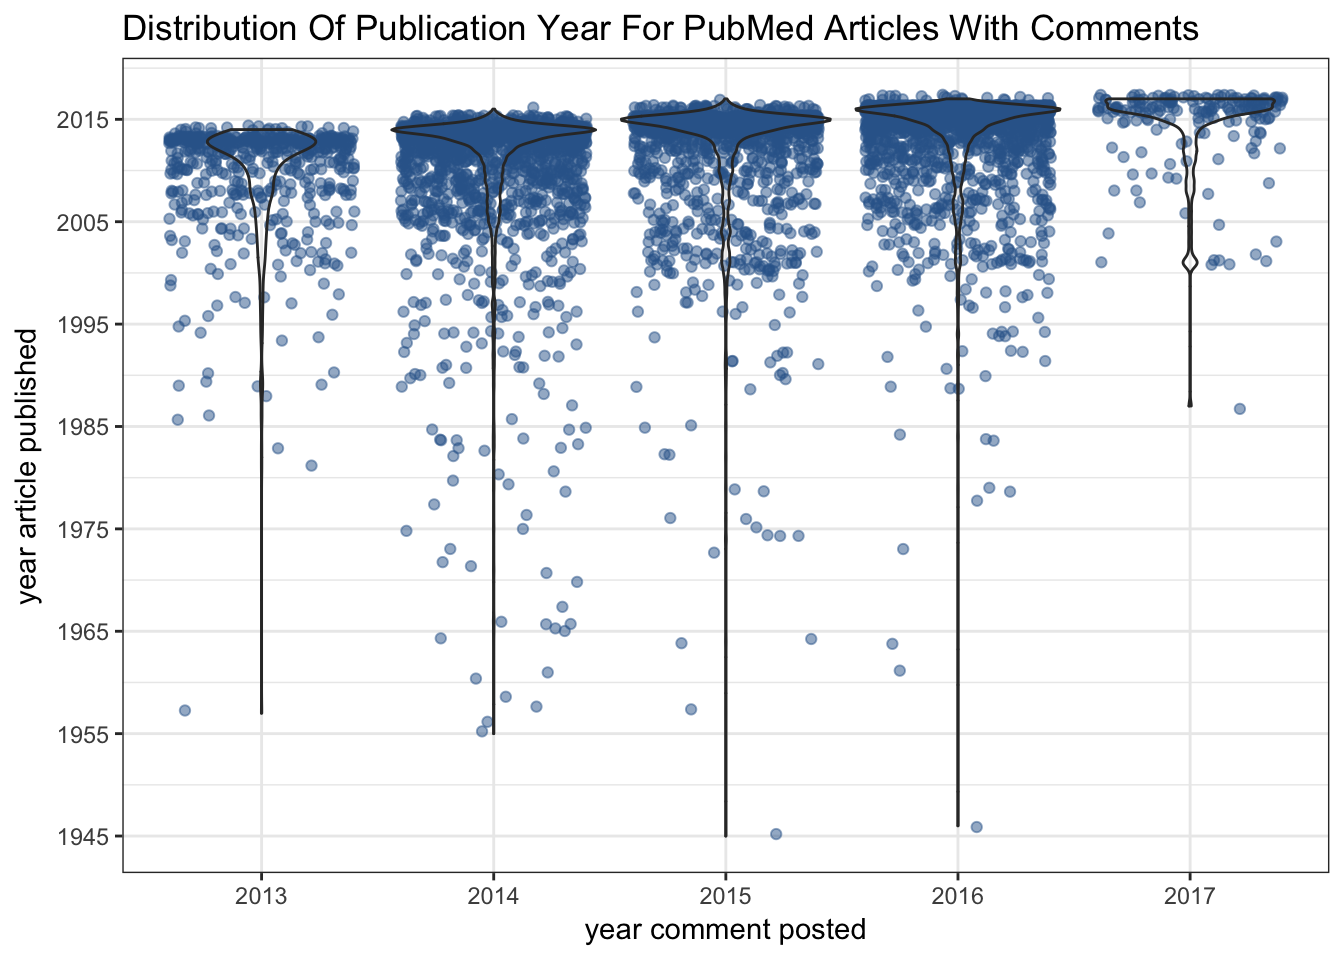 Distribution Of Publication Year For PubMed Articles With Comments
year article published
2015
2005
1995
1985
1975
1965
1955
1945
2013 2014 2015 2016 2017
year comment posted